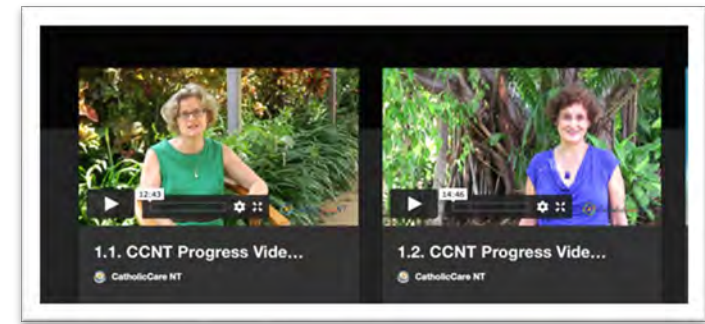 12:43
1.1. CCNT Progress Vide...
CatholicCare NT
14:46
1.2. CCNT Progress Vide...
CatholicCare NT